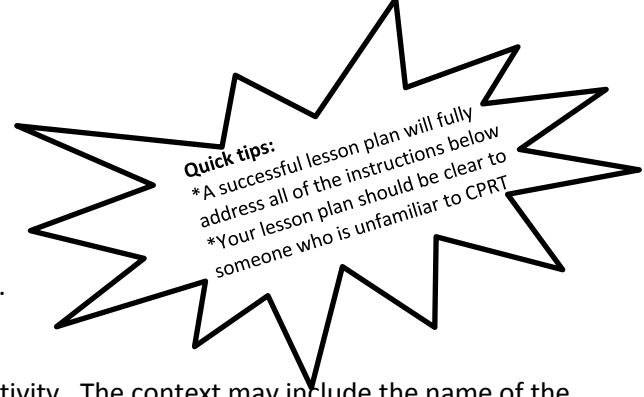 Quick tips:
*A successful lesson plan will fully
address all of the instructions below
*Your lesson plan should be clear to
someone who is unfamiliar to CPRT
.
tivity. The context may include the name of the